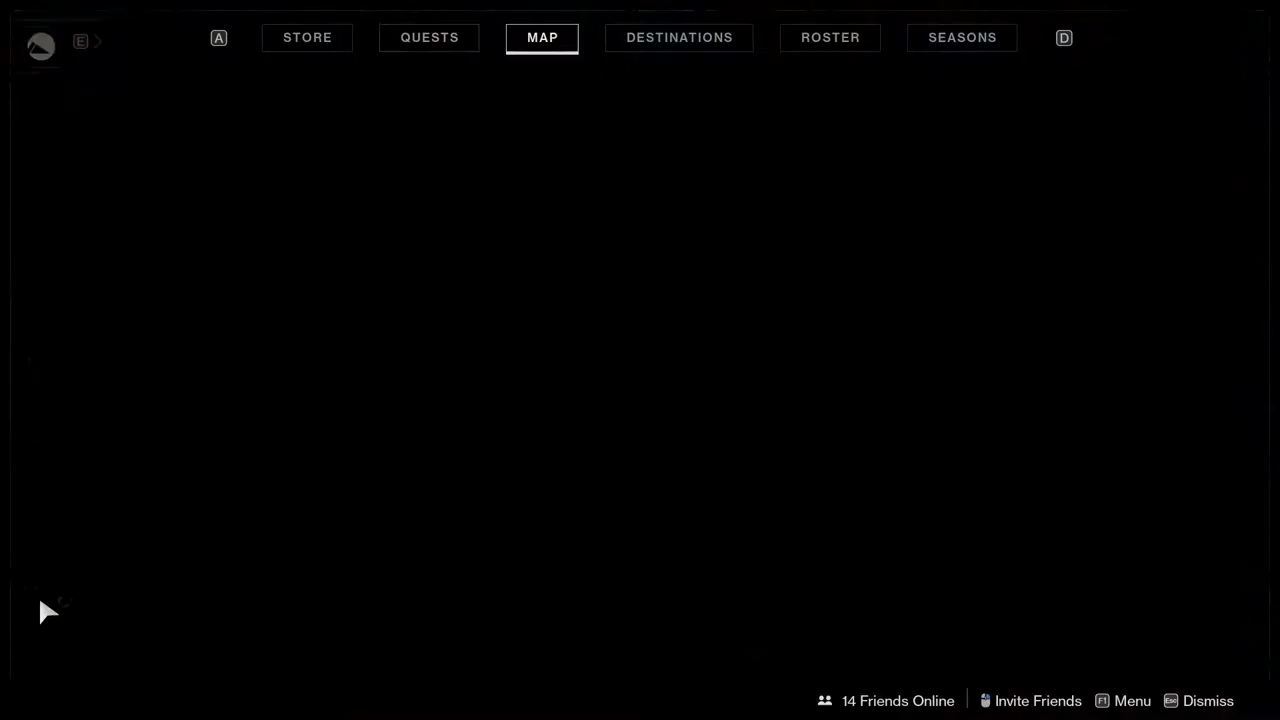 E
A STORE QUESTS MAP DESTINATIONS ROSTER SEASONS D
14 Friends Online Invite Friends F1 Menu Esc Dismiss